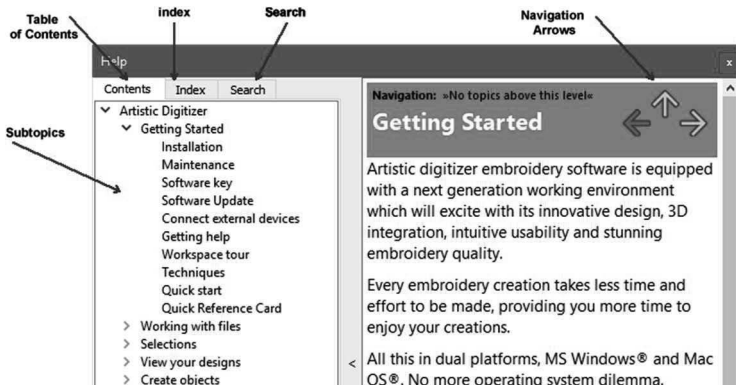 Table
of Contents
index
Search
Navigation
Arrows
Help
x
Contents
Index
Search
Subtopics
Artistic Digitizer
Getting Started
Installation
Maintenance
Software key
Software Update
Connect external devices
Getting help
Workspace tour
Techniques
Quick start
Quick Reference Card
Working with files
Selections
View your designs
Create objects
<
Navigation: »No topics above this level«
Getting Started
Artistic digitizer embroidery software is equipped
with a next generation working environment
which will excite with its innovative design, 3D
integration, intuitive usability and stunning
embroidery quality.
Every embroidery creation takes less time and
effort to be made, providing you more time to
enjoy your creations.
All this in dual platforms, MS Windows® and Mac
OS®. No more operating system dilemma.